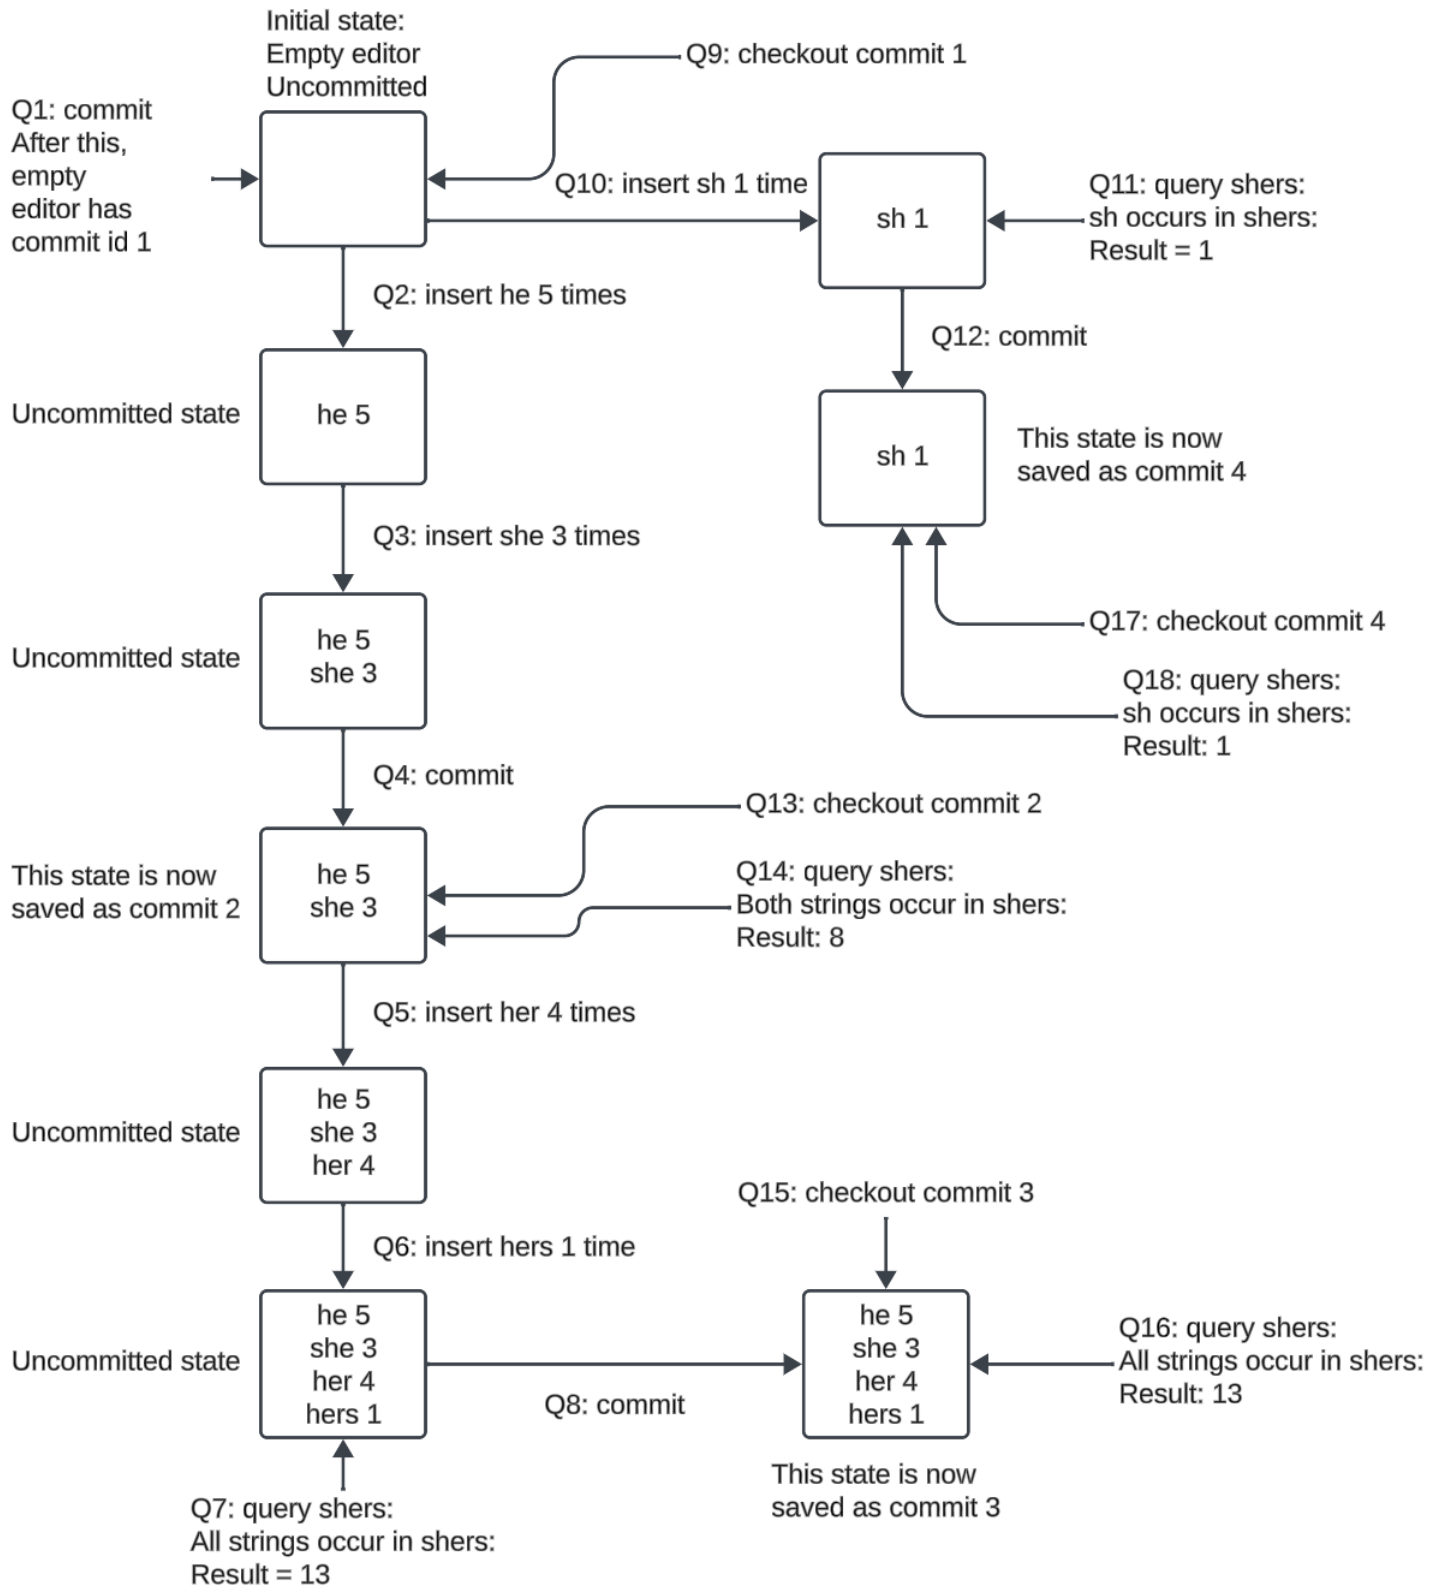 Initial state:
Empty editor
Uncommitted
Q9: checkout commit 1
Q1: commit
After this,
empty
editor has
commit id 1
Q10: insert sh 1 time
sh 1
Q11: query shers:
sh occurs in shers:
Result = 1
Q2: insert he 5 times
Q12: commit
Uncommitted state
he 5
sh 1
This state is now
saved as commit 4
Q3: insert she 3 times
Uncommitted state
he 5
she 3
Q17: checkout commit 4
Q18: query shers:
sh occurs in shers:
Result: 1
Q4: commit
Q13: checkout commit 2
This state is now
saved as commit 2
he 5
she 3
Q14: query shers:
Both strings occur in shers:
Result: 8
Q5: insert her 4 times
Uncommitted state
he 5
she 3
her 4
Q15: checkout commit 3
Q6: insert hers 1 time
Uncommitted state
he 5
she 3
her 4
hers 1
Q8: commit
he 5
she 3
her 4
hers 1
Q16: query shers:
All strings occur in shers:
Result: 13
This state is now
saved as commit 3
Q7: query shers:
All strings occur in shers:
Result = 13